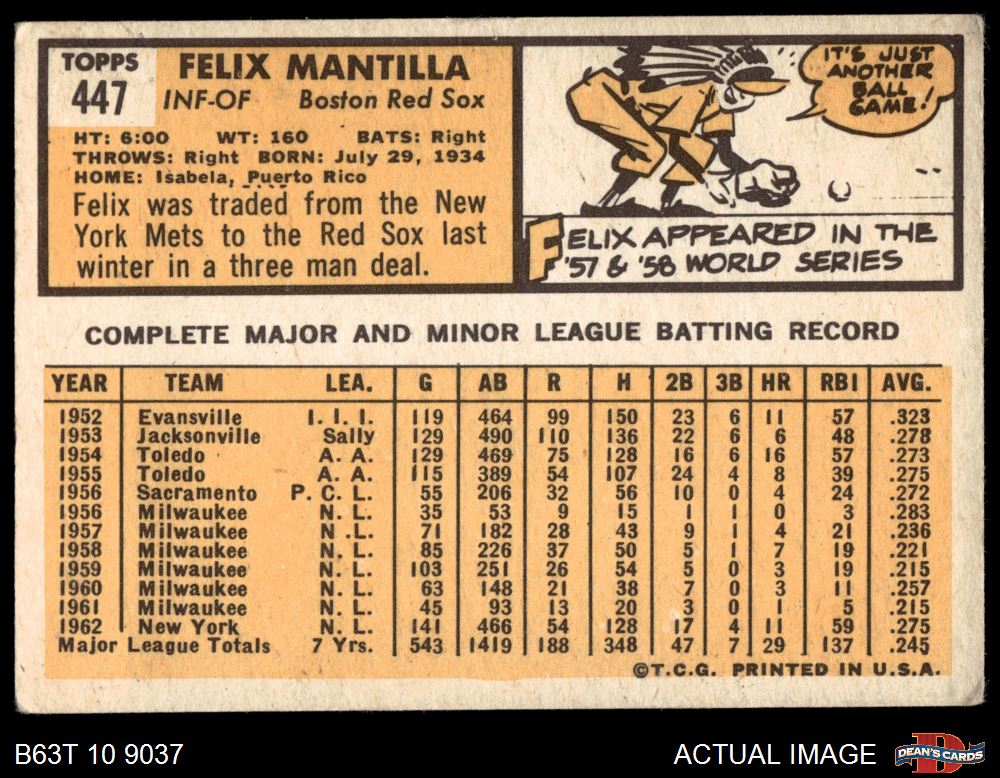 TOPPS
447
FELIX MANTILLA
INF-OF Boston Red Sox
HT: 6:00 WT: 160 BATS: Right
THROWS: Right BORN: July 29, 1934
HOME: Isabela, Puerto Rico
Felix was traded from the New
York Mets to the Red Sox last
winter in a three man deal.
IT'S JUST
ANOTHER
BALL
GAME!
FELIX APPEARED IN THE
'57 & '58 WORLD SERIES
COMPLETE MAJOR AND MINOR LEAGUE BATTING RECORD
YEAR TEAM LEA. G AB R H 2B 3B HR RBI AVG.
1952 Evansville I. I. I. 119 464 99 150 23 6 11 57 .323
1953 Jacksonville Sally 129 490 110 136 22 6 6 48 .278
1954 Toledo A. A. 129 469 75 128 16 6 16 57 .273
1955 Toledo A. A. 115 389 54 107 24 4 8 39 .275
1956 Sacramento P. C. L. 55 206 32 56 10 0 4 24 .272
1956 Milwaukee N. L. 35 53 9 15 1 1 0 3 .283
1957 Milwaukee N .L. 71 182 28 43 9 1 4 21 .236
1958 Milwaukee N. L. 85 226 37 50 5 1 7 19 .221
1959 Milwaukee N. L. 103 251 26 54 5 0 3 19 .215
1960 Milwaukee N. L. 63 148 21 38 7 0 3 11 .257
1961 Milwaukee N. L. 45 93 13 20 3 0 1 5 .215
1962 New York N. L. 141 466 54 128 17 4 11 59 .275
Major League Totals 7 Yrs. 543 1419 188 348 47 7 29 137 .245
©T.C.G. PRINTED IN U.S.A.
B63T 10 9037
ACTUAL IMAGE
DEAN'S CARDS